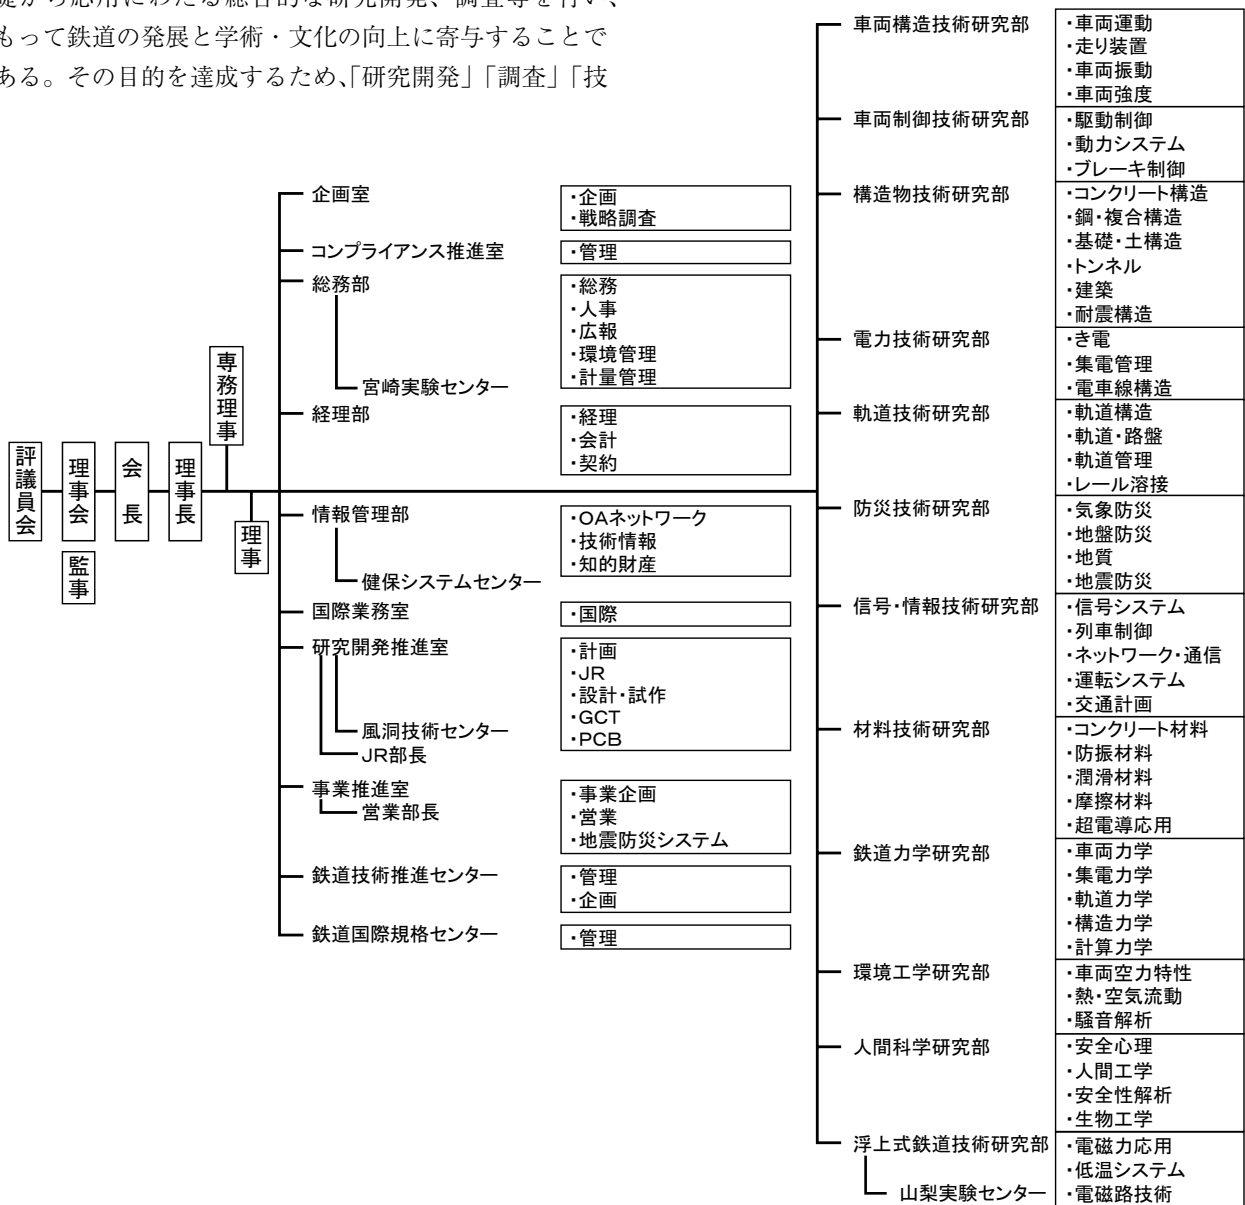 礎から応用にわたる総合的な研究開発、調査等を行い、
もって鉄道の発展と学術・文化の向上に寄与することで
ある。その目的を達成するため、「研究開発」「調査」「技
評議員会
理事会
監事
会長
理事長
専務理事
理事
企画室
・企画
・戦略調査
コンプライアンス推進室
・管理
総務部
・総務
・人事
・広報
・環境管理
・計量管理
宮崎実験センター
経理部
・経理
・会計
・契約
情報管理部
・OAネットワーク
・技術情報
・知的財産
健保システムセンター
国際業務室
・国際
研究開発推進室
・計画
・JR
・設計・試作
・GCT
・PCB
風洞技術センター
JR部長
事業推進室
営業部長
・事業企画
・営業
・地震防災システム
鉄道技術推進センター
・管理
・企画
鉄道国際規格センター
・管理
車両構造技術研究部
・車両運動
・走り装置
・車両振動
・車両強度
車両制御技術研究部
・駆動制御
・動力システム
・ブレーキ制御
構造物技術研究部
・コンクリート構造
・鋼・複合構造
・基礎・土構造
・トンネル
・建築
・耐震構造
電力技術研究部
・き電
・集電管理
・電車線構造
軌道技術研究部
・軌道構造
・軌道・路盤
・軌道管理
・レール溶接
防災技術研究部
・気象防災
・地盤防災
・地質
・地震防災
信号・情報技術研究部
・信号システム
・列車制御
・ネットワーク・通信
・運転システム
・交通計画
材料技術研究部
・コンクリート材料
・防振材料
・潤滑材料
・摩擦材料
・超電導応用
鉄道力学研究部
・車両力学
・集電力学
・軌道力学
・構造力学
・計算力学
環境工学研究部
・車両空力特性
・熱・空気流動
・騒音解析
人間科学研究部
・安全心理
・人間工学
・安全性解析
・生物工学
浮上式鉄道技術研究部
・電磁力応用
・低温システム
・電磁路技術
山梨実験センター